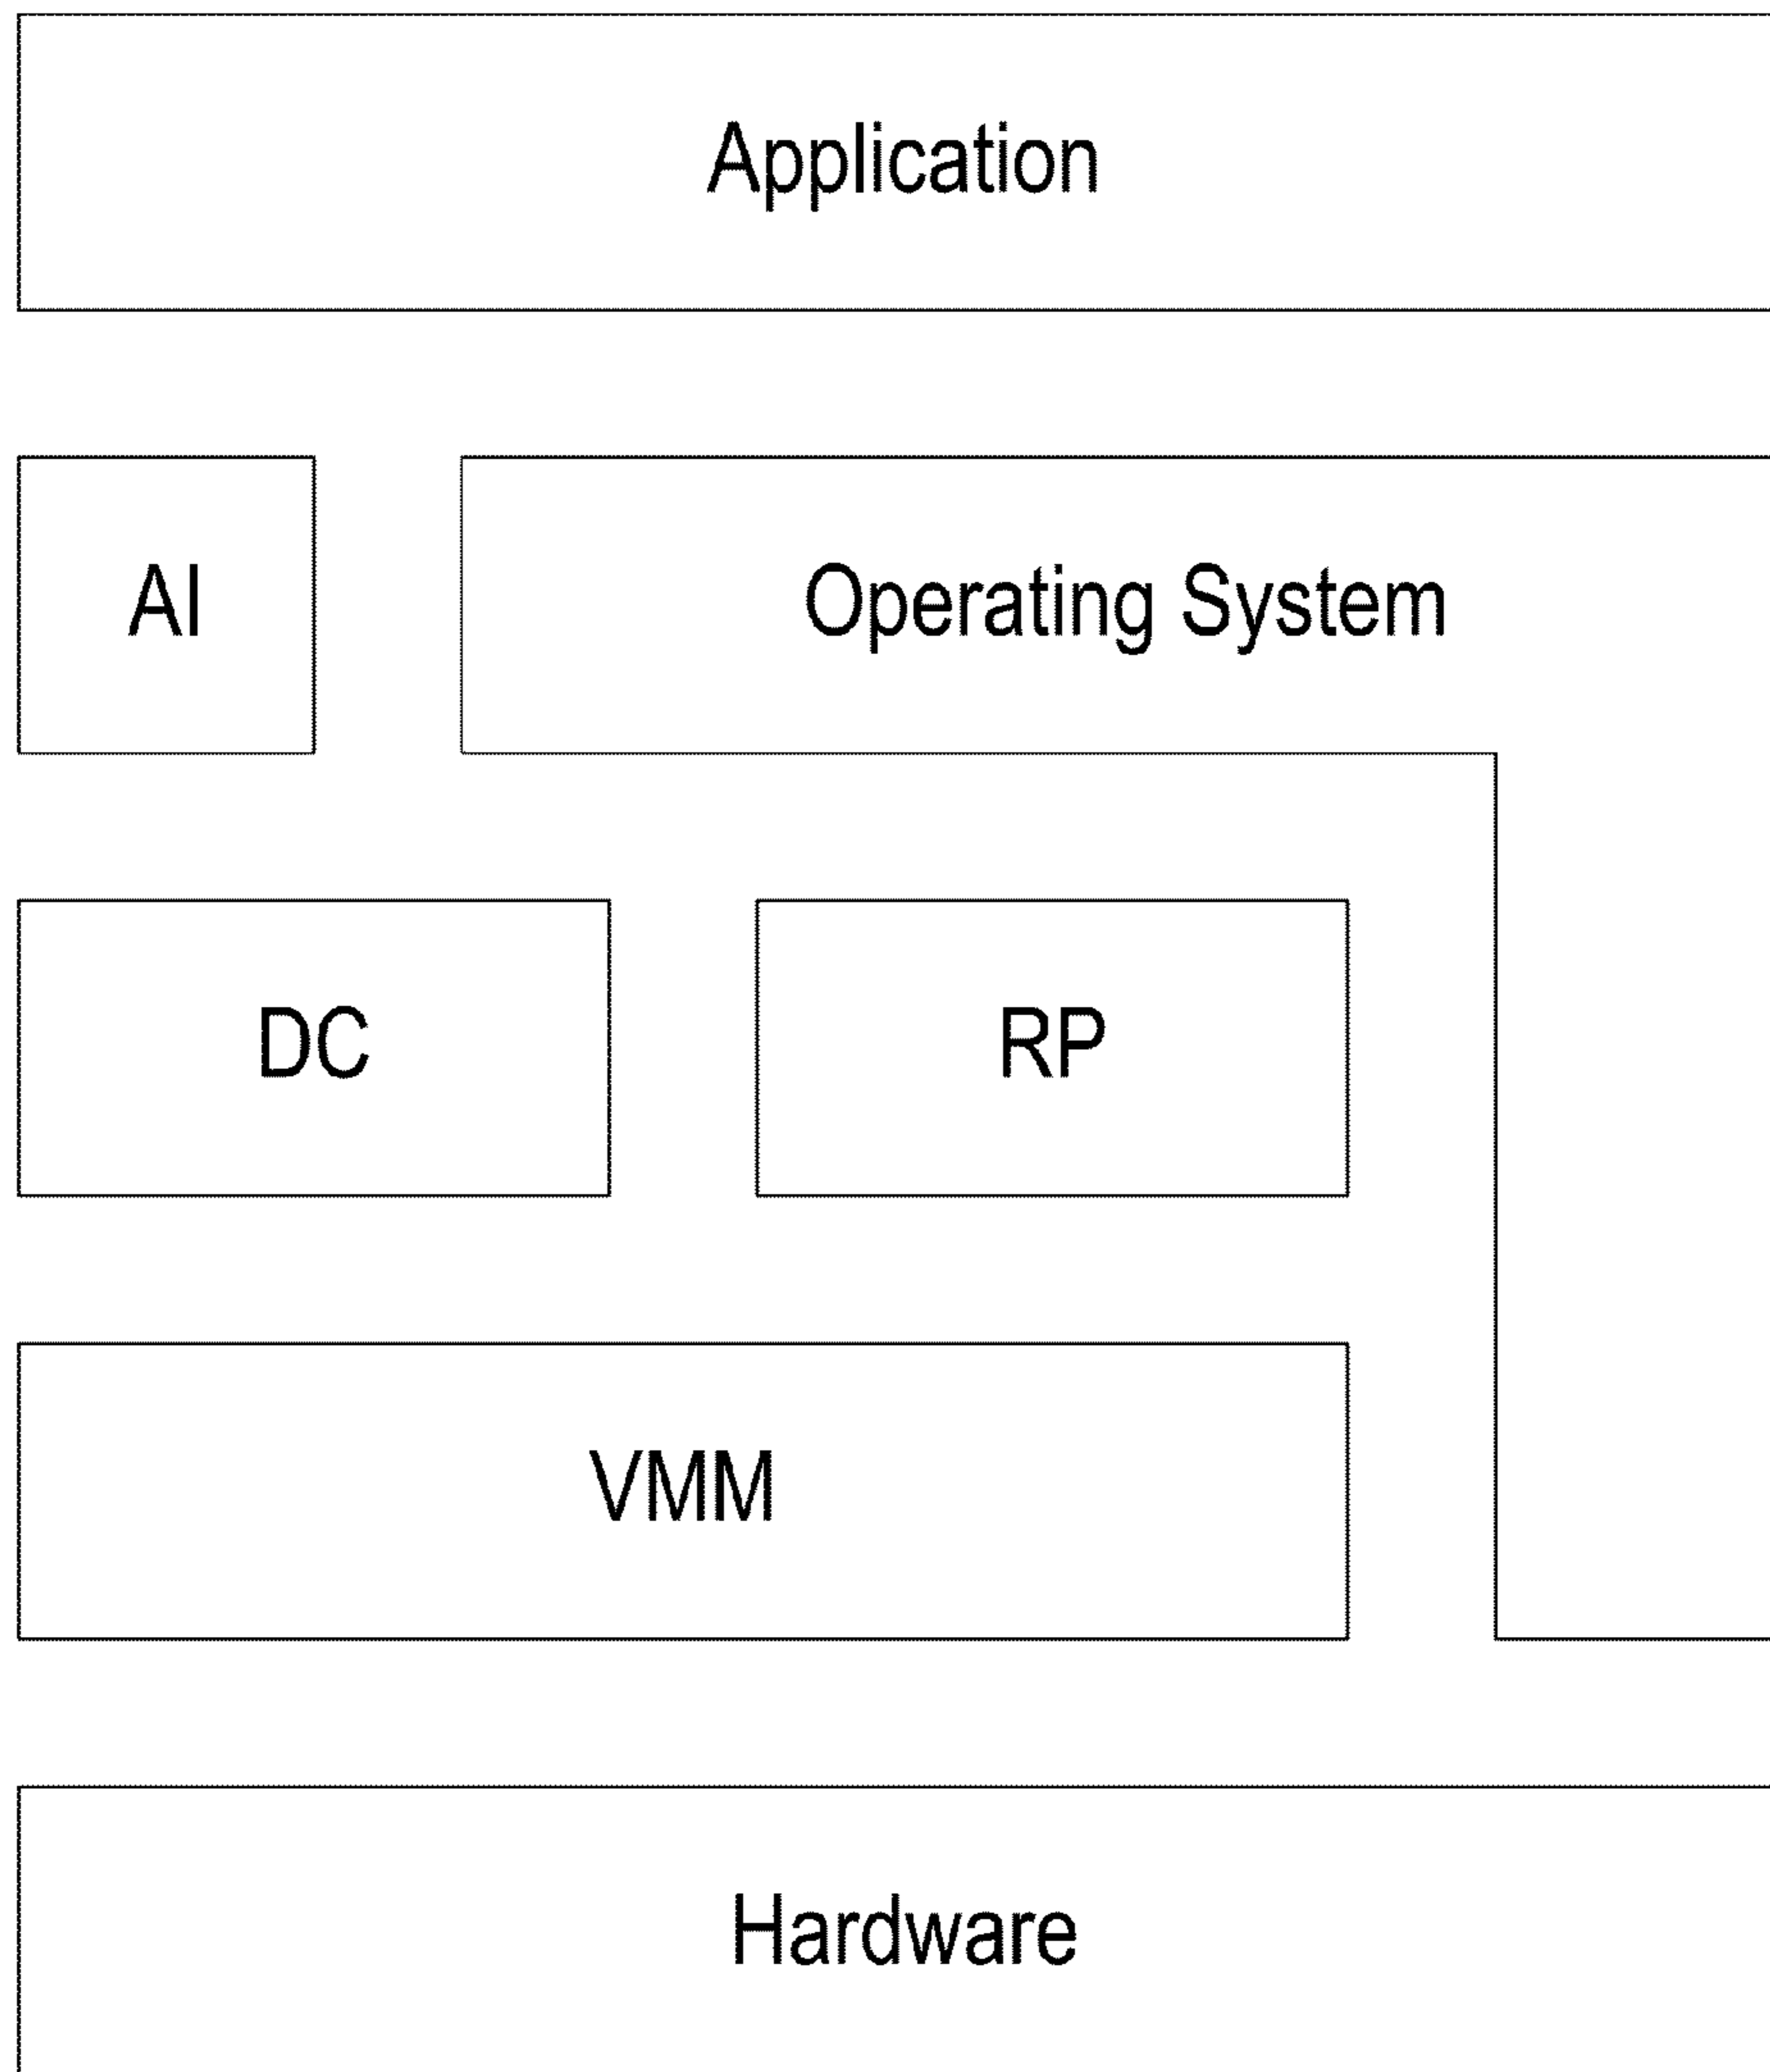 Application
AI
Operating System
DC
RP
VMM
Hardware